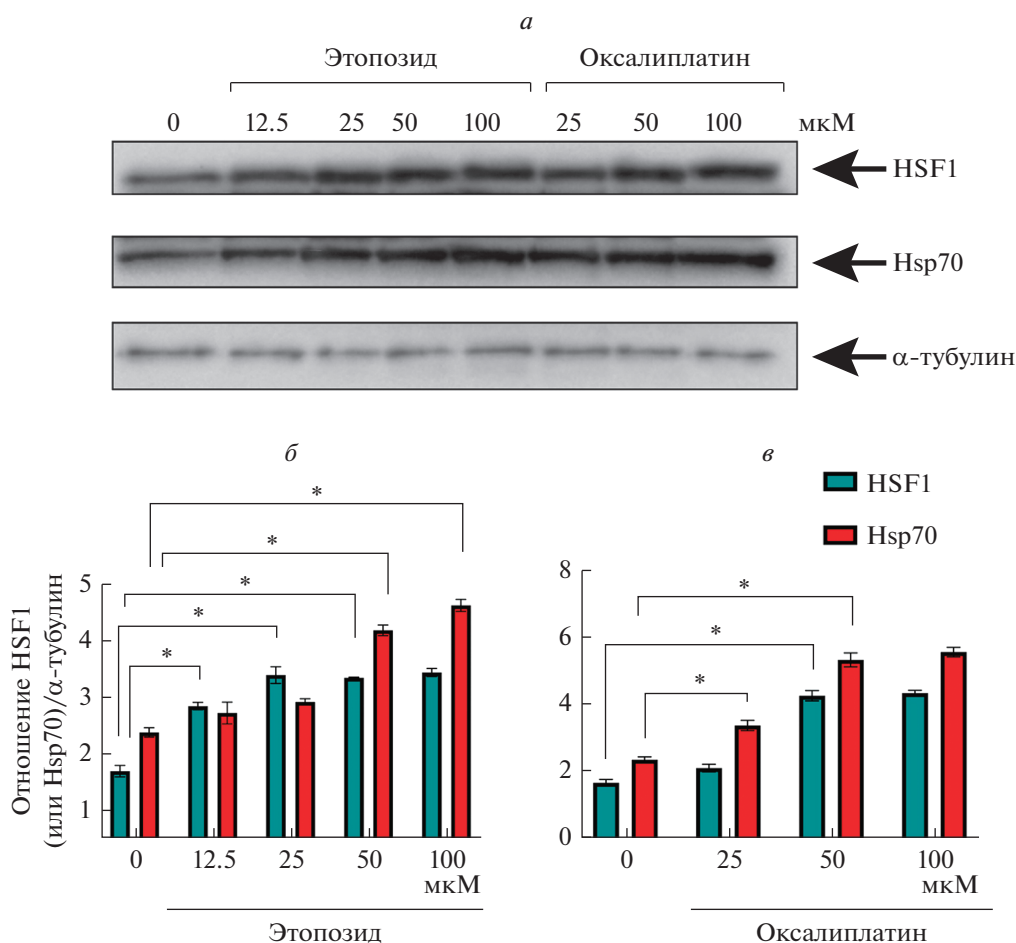 а
Этопозид Оксалиплатин
0 12.5 25 50 100 25 50 100 мкМ
HSF1
Hsp70
α-тубулин
б
в
HSF1
Hsp70
*
*
*
*
*
*
*
*
Отношение HSF1
(или Hsp70)/α-тубулин
5
4
3
2
1
0 12.5 25 50 100
мкМ
Этопозид
8
6
4
2
0
0 25 50 100
мкМ
Оксалиплатин